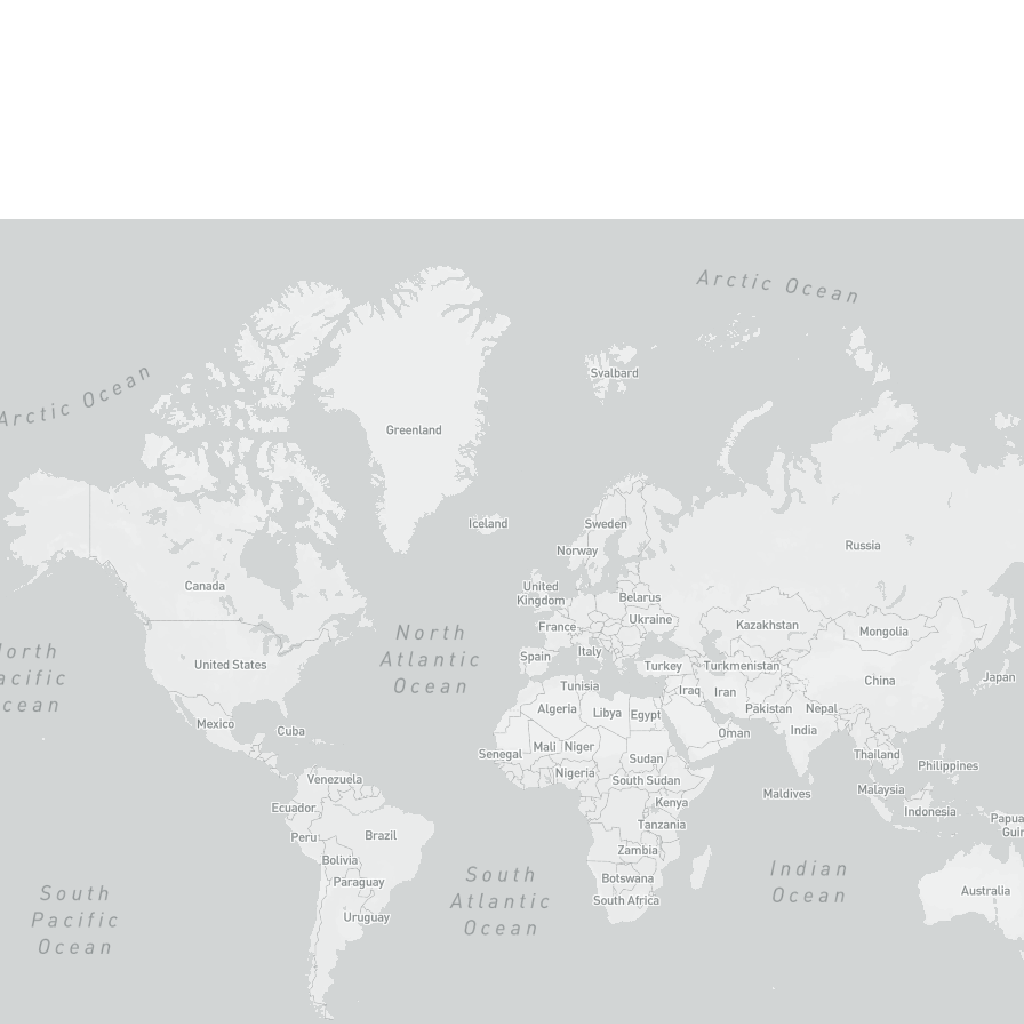 Arctic Ocean
Arctic Ocean
Svalbard
Greenland
Iceland
Sweden
Norway
Russia
Canada
United
Kingdom
Belarus
Ukraine
Kazakhstan
Mongolia
France
Italy
Spain
North
Atlantic
Ocean
orth
acific
cean
United States
Turkey
Turkmenistan
China
Japan
Tunisia
Iraq
Iran
Algeria
Libya
Egypt
Pakistan
Nepal
Mexico
Cuba
Oman
India
Senegal
Mali
Niger
Sudan
Thailand
Philippines
Nigeria
South Sudan
Venezuela
Maldives
Malaysia
Kenya
Ecuador
Indonesia
Papua
Guin
Tanzania
Peru
Brazil
Zambia
Bolivia
Indian
Ocean
Botswana
Paraguay
South
Atlantic
Ocean
South
Pacific
Ocean
South Africa
Australia
Uruguay